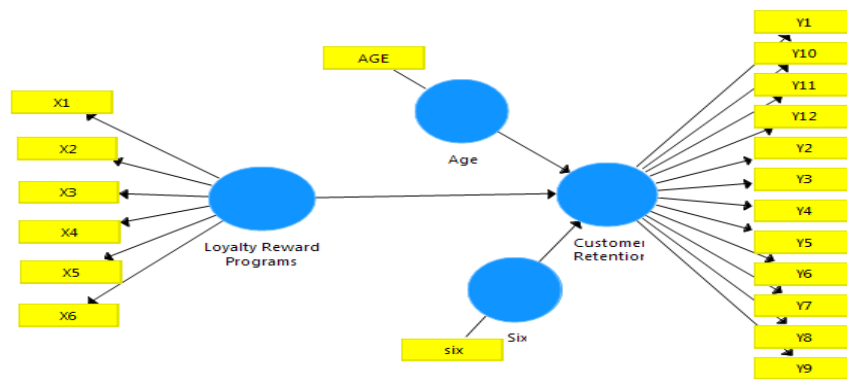 Y1
Y10
AGE
Y11
X1
Y12
X2
Age
Y2
X3
Y3
X4
Loyalty Reward
Programs
Customer
Retention
Y4
X5
Y5
Y6
X6
Six
six
Y7
Y8
Y9